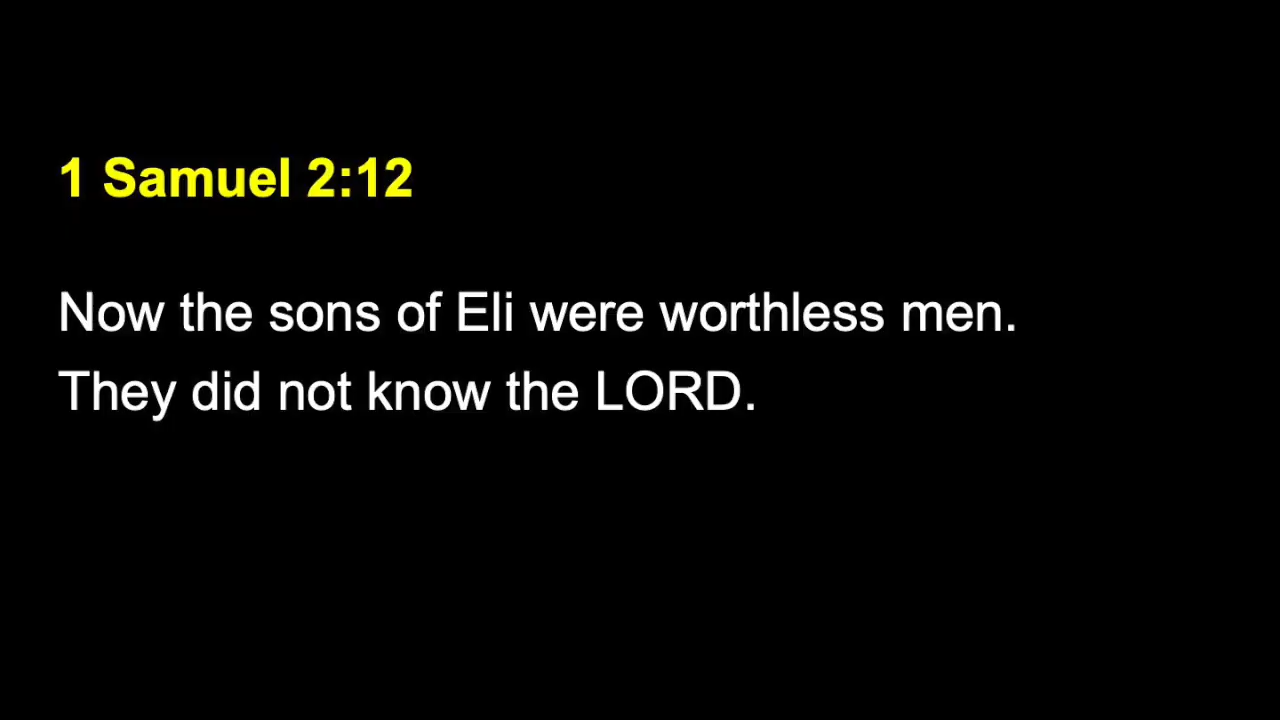 1 Samuel 2:12
Now the sons of Eli were worthless men.
They did not know the LORD.